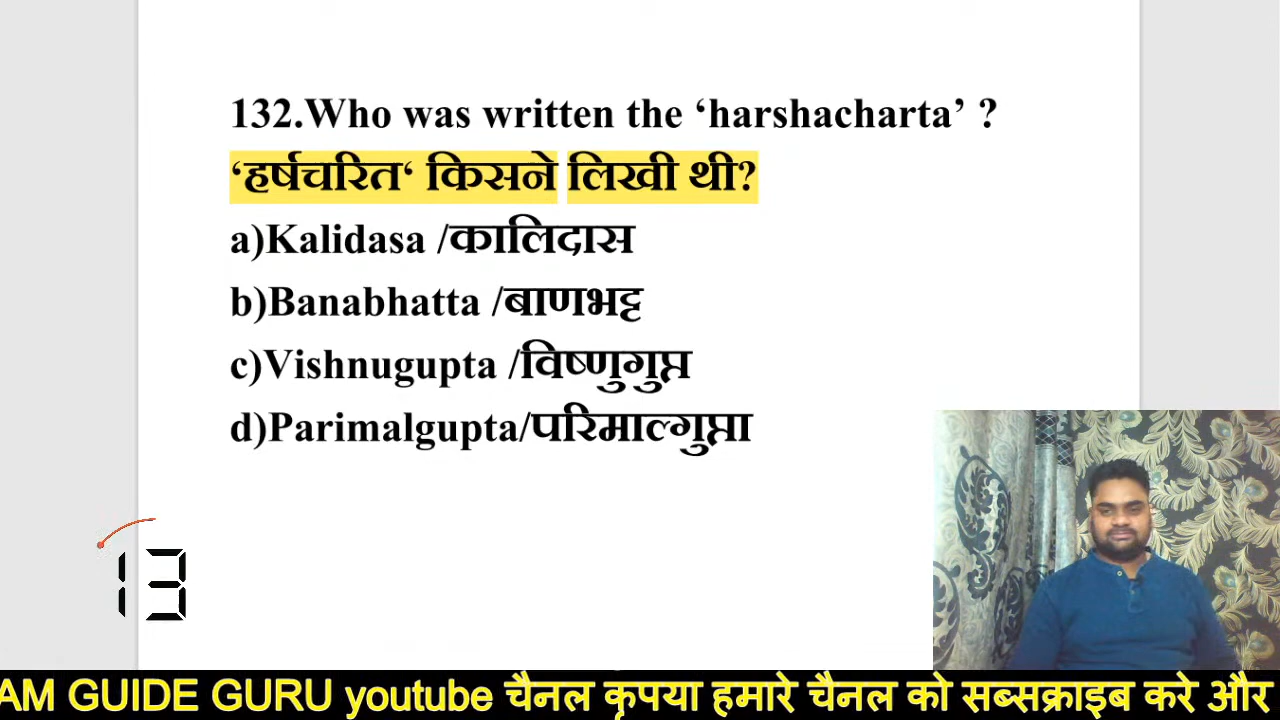 132.Who was written the ‘harshacharta’ ?
‘हर्षचरित‘ किसने लिखी थी?
a)Kalidasa /कालिदास
b)Banabhatta /बाणभट्ट
c)Vishnugupta /विष्णुगुप्त
d)Parimalgupta/परिमाल्गुप्ता
13
AM GUIDE GURU youtube चैनल कृपया हमारे चैनल को सब्सक्राइब करे और